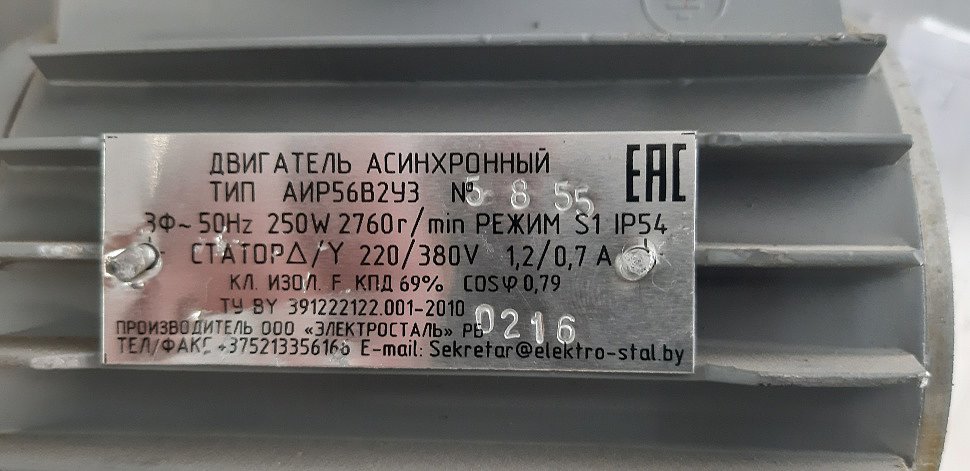 ДВИГАТЕЛЬ АСИНХРОННЫЙ
ТИП АИР56В2У3 № 5 8 55
ЕАС
3Ф~50Hz 250W 2760r/min РЕЖИМ S1 IP54
СТАТОР△/Y 220/380V 1,2/0,7 A
КЛ. ИЗОЛ. F. КПД 69% COSφ 0,79
ТУ BY 391222122.001-2010
ПРОИЗВОДИТЕЛЬ ООО «ЭЛЕКТРОСТАЛЬ» РБ 0216
ТЕЛ/ФАКС +375213356168 E-mail: Sekretar@elektro-stal.by